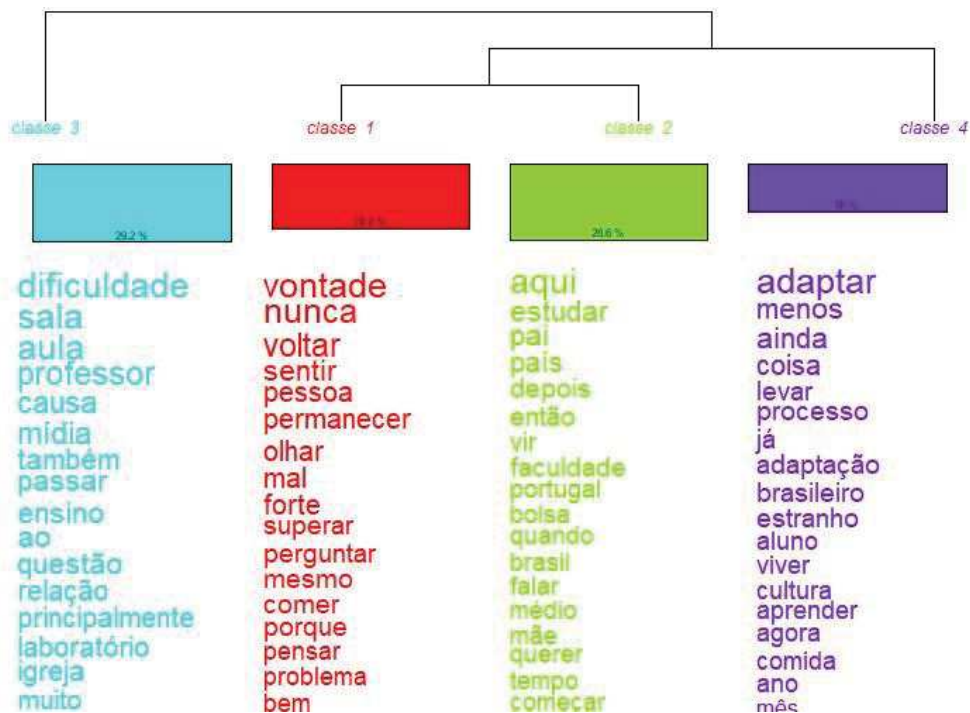 classe 3
classe 1
classe 2
classe 4
29.2 %
28.6 %
dificuldade
sala
aula
professor
causa
mídia
também
passar
ensino
ao
questão
relação
principalmente
laboratório
igreja
muito
vontade
nunca
voltar
sentir
pessoa
permanecer
olhar
mal
forte
superar
perguntar
mesmo
comer
porque
pensar
problema
bem
aqui
estudar
pai
país
depois
então
vir
faculdade
portugal
bolsa
quando
brasil
falar
médio
mãe
querer
tempo
começar
adaptar
menos
ainda
coisa
levar
processo
já
adaptação
brasileiro
estranho
aluno
viver
cultura
aprender
agora
comida
ano
mês